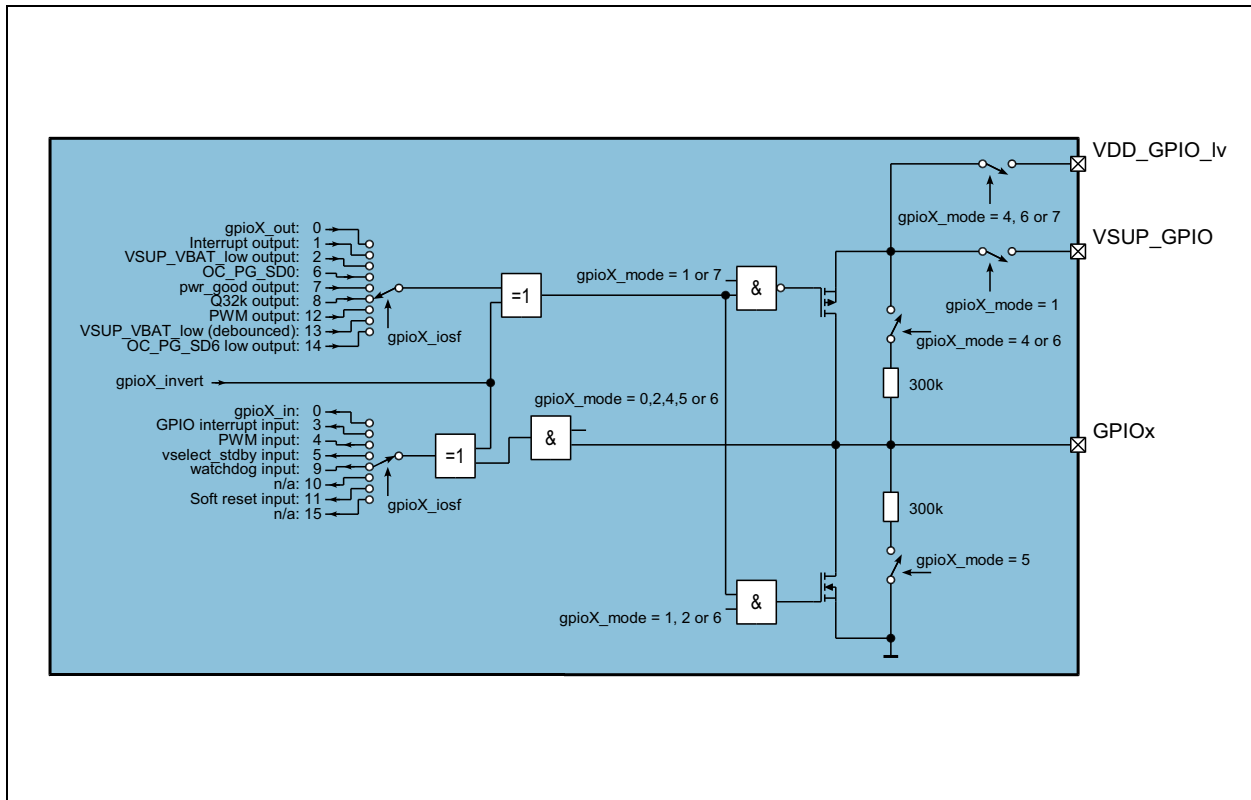 VDD_GPIO_lv
gpioX_mode = 4, 6 or 7
VSUP_GPIO
gpioX_mode = 1
gpioX_out: 0
Interrupt output: 1
VSUP_VBAT_low output: 2
OC_PG_SD0: 6
pwr_good output: 7
Q32k output: 8
PWM output: 12
VSUP_VBAT_low (debounced): 13
OC_PG_SD6 low output: 14
gpioX_iosf
=1
gpioX_mode = 1 or 7
&
gpioX_mode = 4 or 6
300k
gpioX_invert
gpioX_in: 0
GPIO interrupt input: 3
PWM input: 4
vselect_stdby input: 5
watchdog input: 9
n/a: 10
Soft reset input: 11
n/a: 15
gpioX_iosf
=1
gpioX_mode = 0,2,4,5 or 6
&
GPIOx
300k
gpioX_mode = 5
&
gpioX_mode = 1, 2 or 6